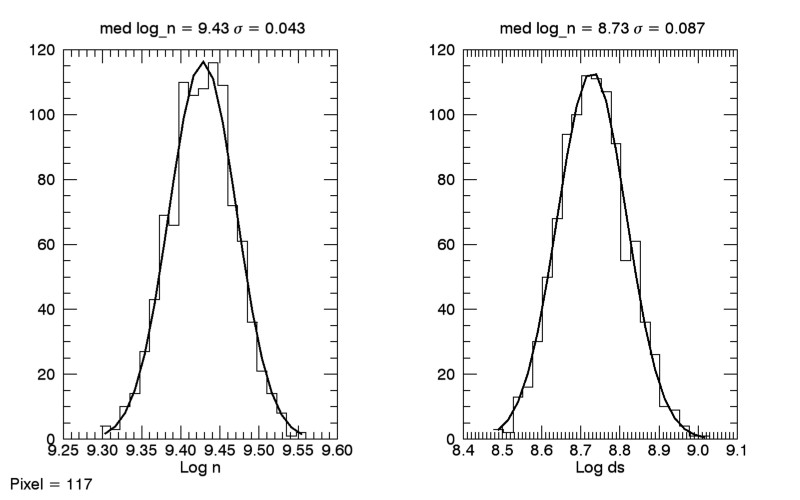 med log_n = 9.43 σ = 0.043
med log_n = 8.73 σ = 0.087
120
100
80
60
40
20
0
9.25 9.30 9.35 9.40 9.45 9.50 9.55 9.60
Log n
120
100
80
60
40
20
0
8.4 8.5 8.6 8.7 8.8 8.9 9.0 9.1
Log ds
Pixel = 117